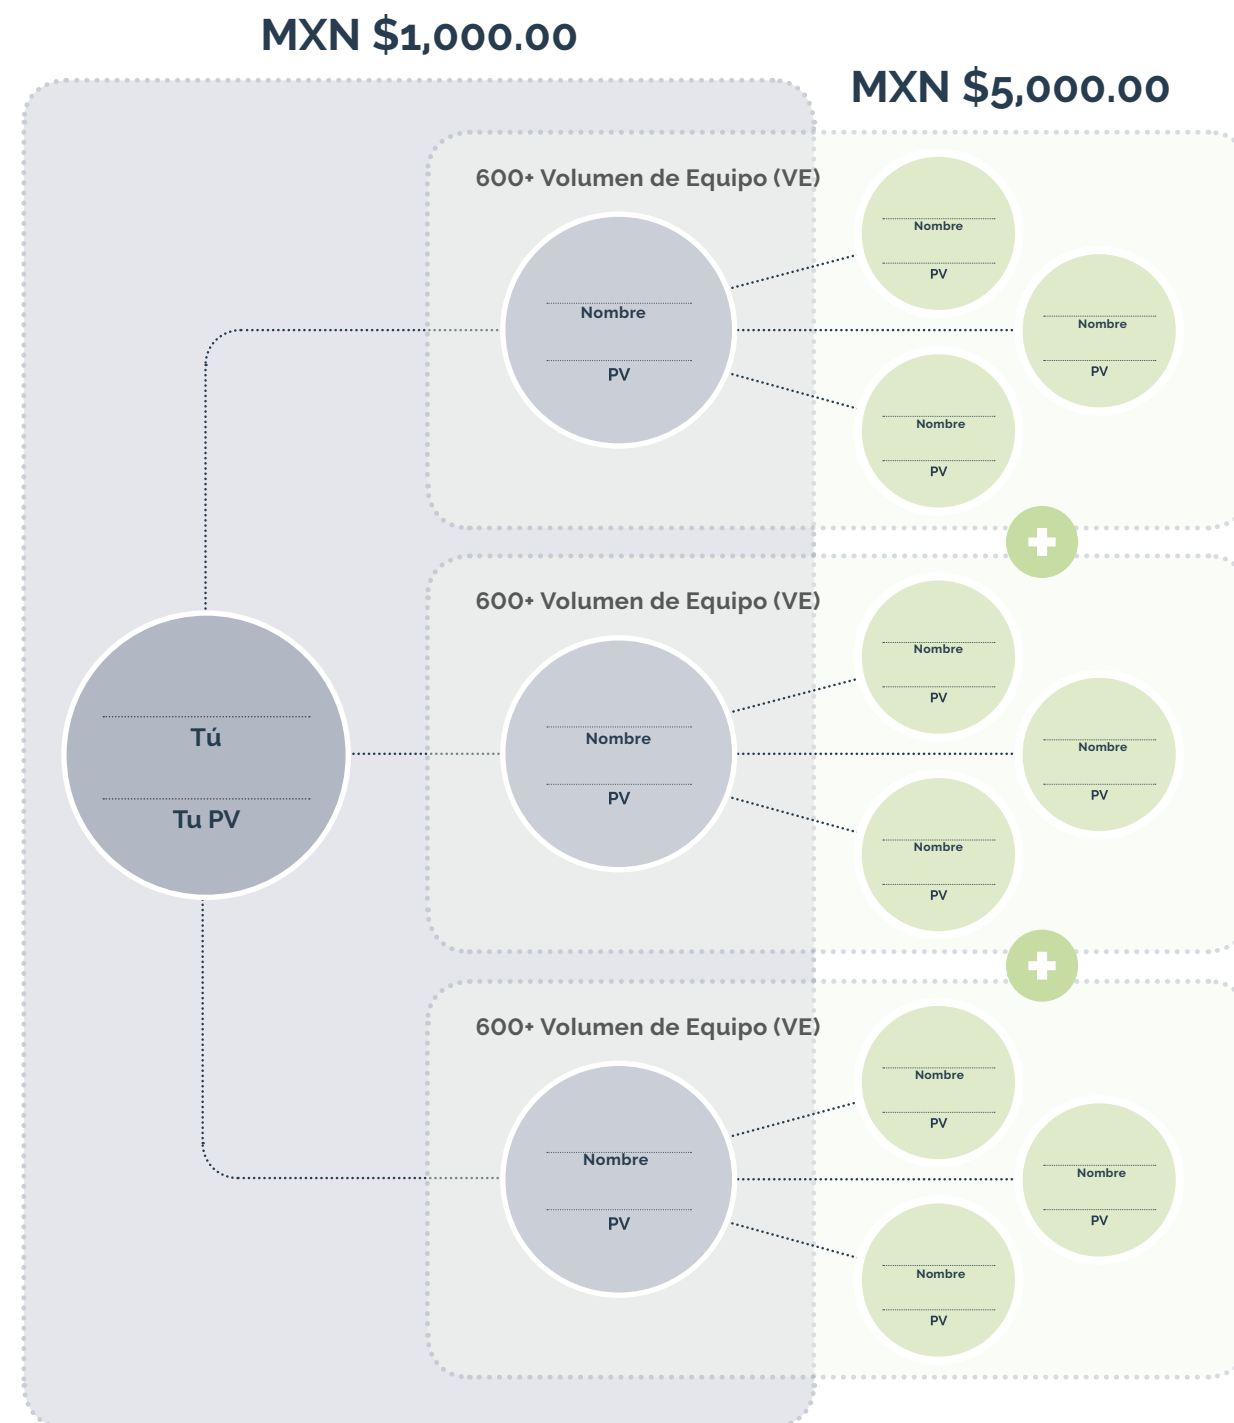 MXN $1,000.00
MXN $5,000.00
600+ Volumen de Equipo (VE)
Nombre
PV
Nombre
PV
Nombre
PV
Nombre
PV
600+ Volumen de Equipo (VE)
Nombre
PV
Nombre
PV
Nombre
PV
Nombre
PV
Tú
Tu PV
600+ Volumen de Equipo (VE)
Nombre
PV
Nombre
PV
Nombre
PV
Nombre
PV